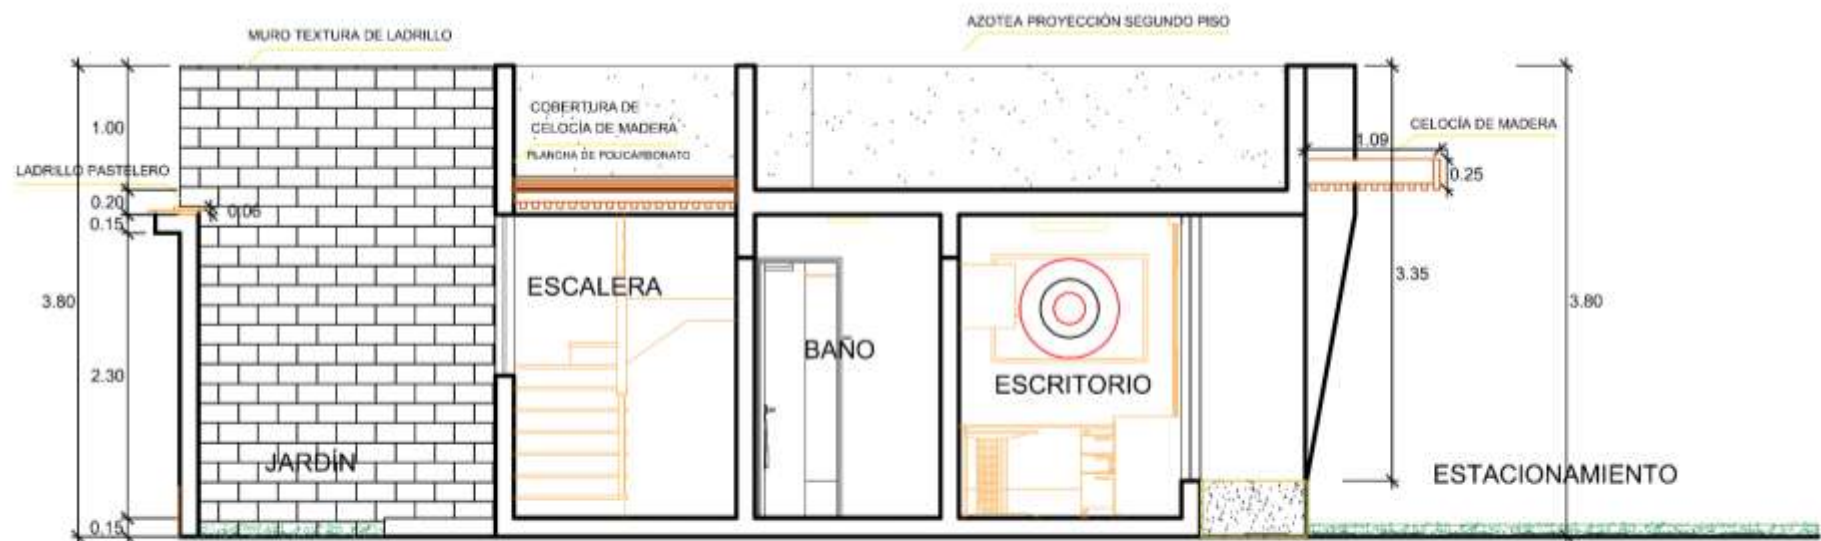 AZOTEA PROYECCIÓN SEGUNDO PISO
MURO TEXTURA DE LADRILLO
COBERTURA DE
CELOCÍA DE MADERA
PLANCHA DE POLICARBONATO
1.00
CELOCÍA DE MADERA
1.09
LADRILLO PASTELERO
0.25
0.20
0.06
0.15
3.35
ESCALERA
3.80
3.80
BAÑO
2.30
ESCRITORIO
JARDÍN
ESTACIONAMIENTO
0.15